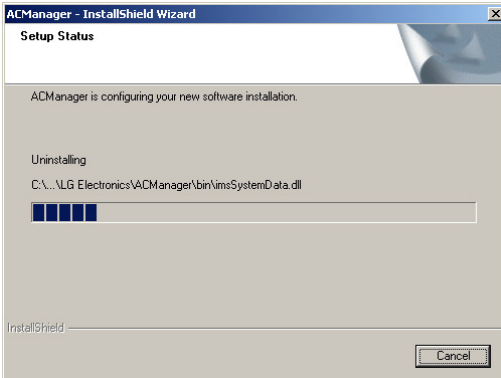 ACManager - InstallShield Wizard
Setup Status
ACManager is configuring your new software installation.
Uninstalling
C:\...\LG Electronics\ACManager\bin\imsSystemData.dll
InstallShield
Cancel